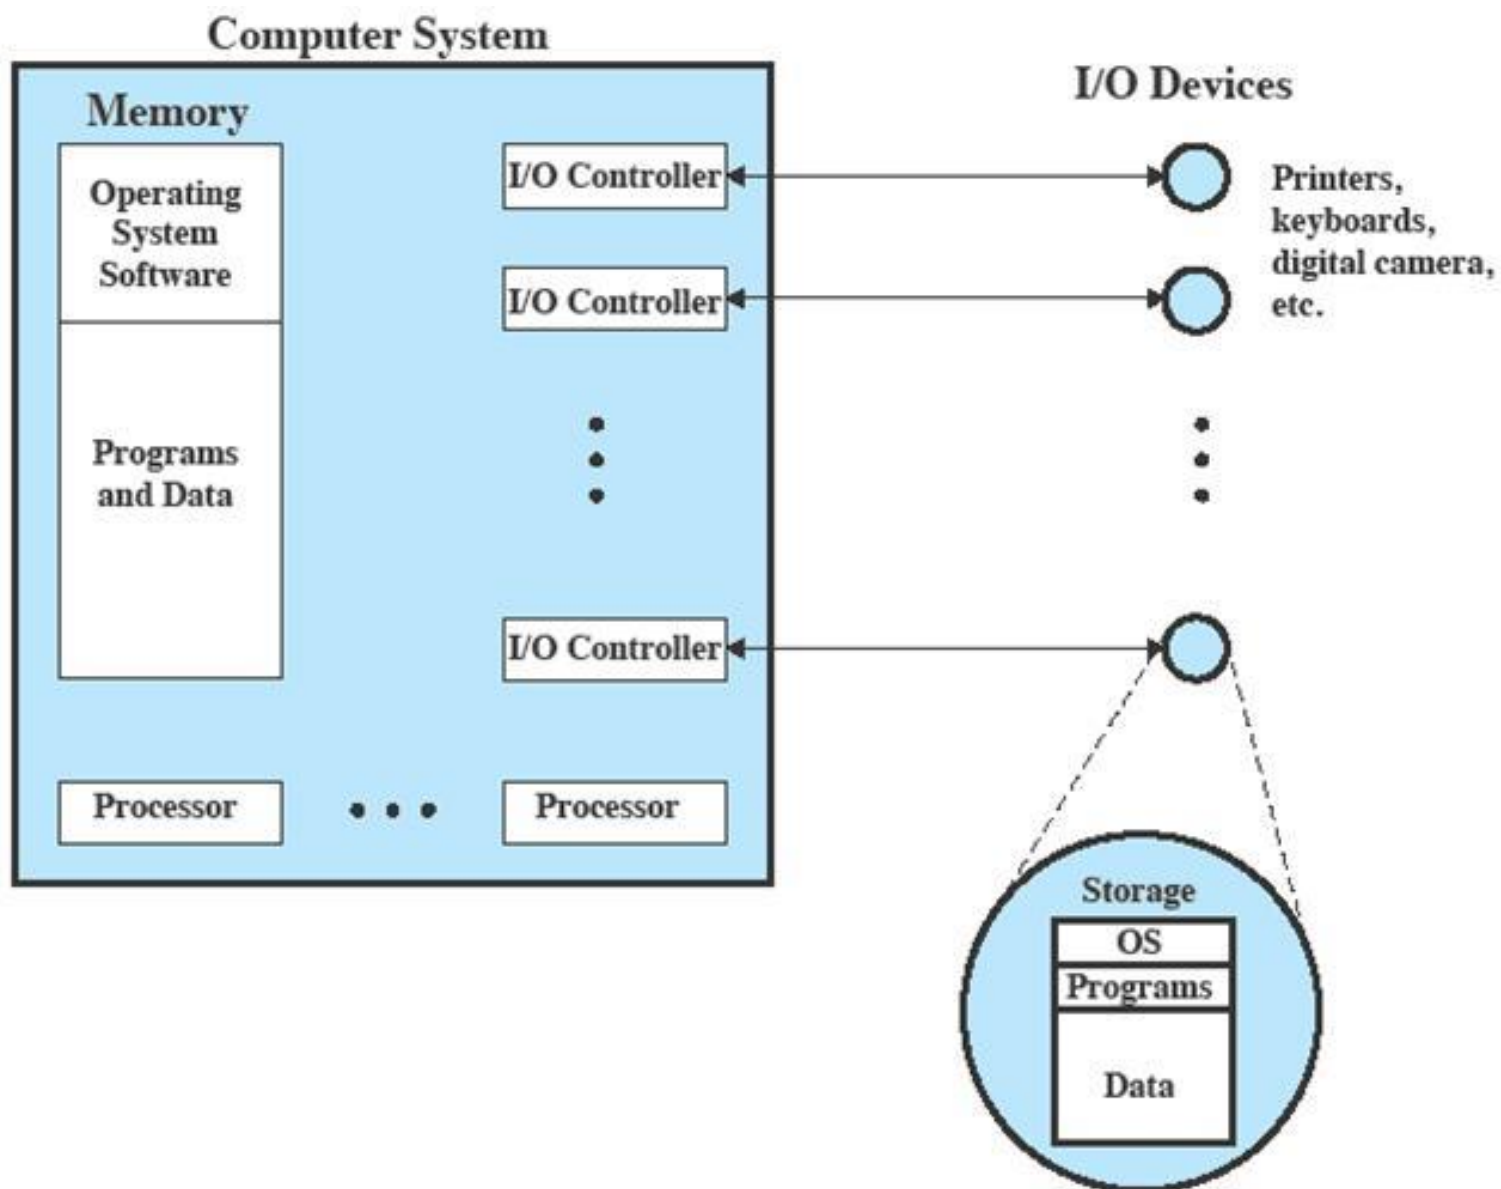 Computer System
Memory
Operating
System
Software
Programs
and Data
I/O Controller
I/O Controller
I/O Controller
Processor
Processor
I/O Devices
Printers,
keyboards,
digital camera,
etc.
Storage
OS
Programs
Data